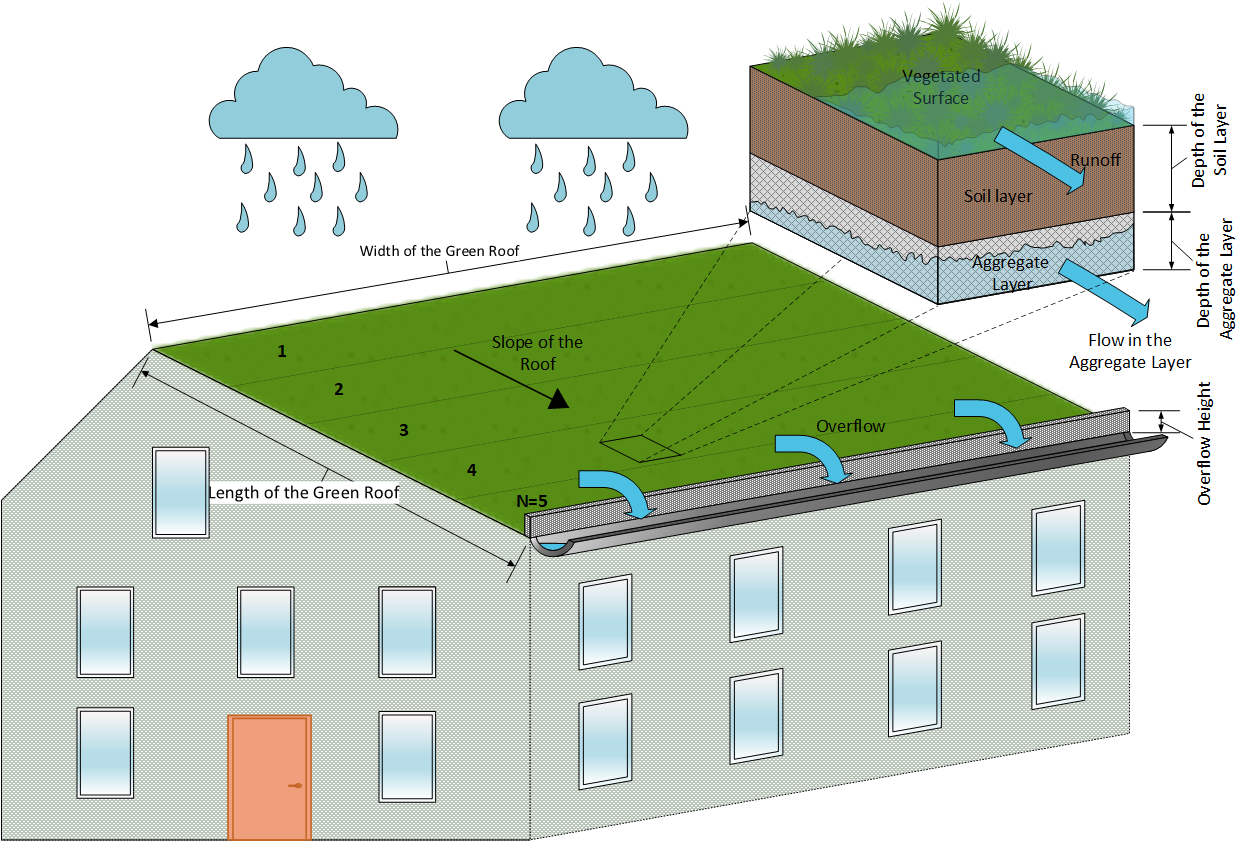 Vegetated
Surface
Runoff
Soil layer
Depth of the
Soil Layer
Aggregate
Layer
Depth of the
Aggregate Layer
Flow in the
Aggregate Layer
Width of the Green Roof
1
2
3
4
N=5
Slope of the
Roof
Overflow
Overflow Height
Length of the Green Roof